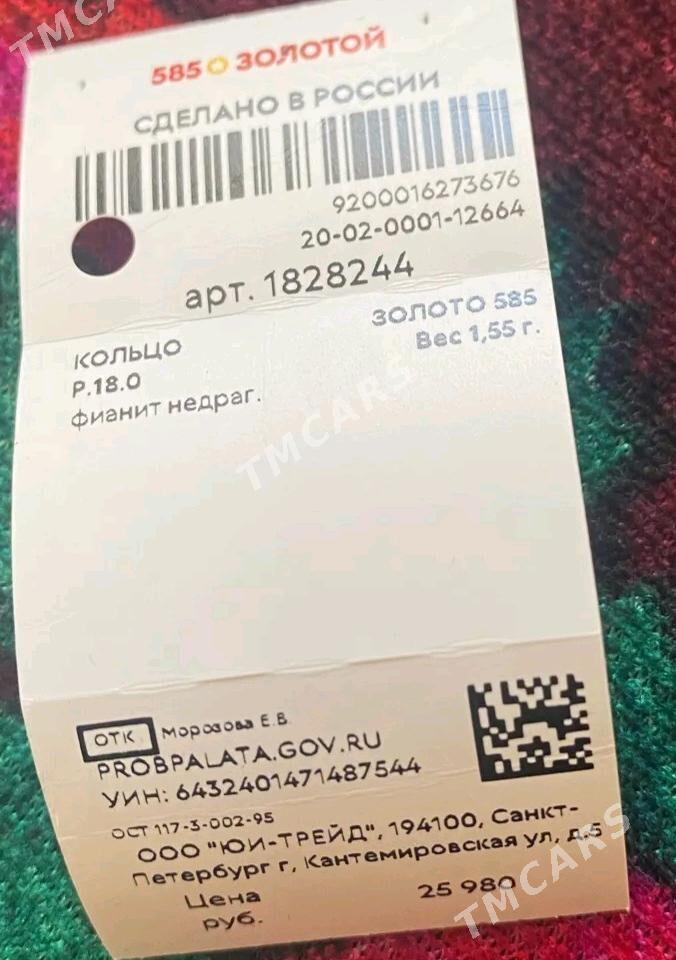 585 ЗОЛОТОЙ
СДЕЛАНО В РОССИИ
9200016273676
20-02-0001-12664
арт. 1828244
ЗОЛОТО 585
Вес 1,55 г.
КОЛЬЦО
Р.18.0
фианит недраг.
TMCARS
ОТК Морозова Е.В.
PROBPALATA.GOV.RU
УИН: 6432401471487544
ОСТ 117-3-002-95
ООО "ЮИ-ТРЕЙД", 194100, Санкт-
Петербург г, Кантемировская ул, д.5
Цена
руб.
25 980
TMCARS